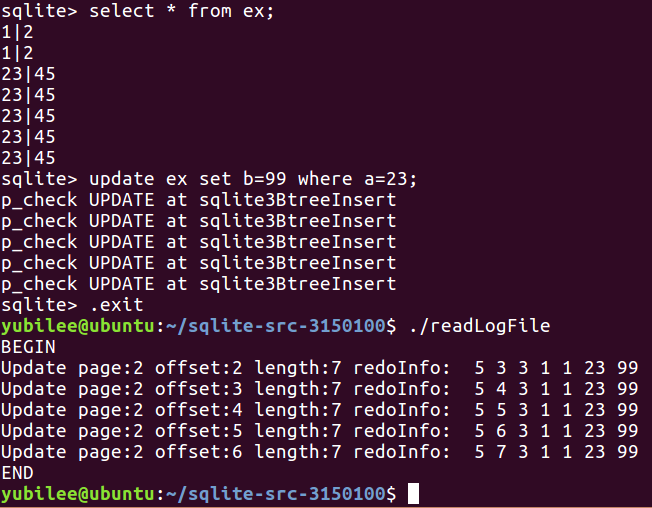 sqlite> select * from ex;
1|2
1|2
23|45
23|45
23|45
23|45
23|45
sqlite> update ex set b=99 where a=23;
p_check UPDATE at sqlite3BtreeInsert
p_check UPDATE at sqlite3BtreeInsert
p_check UPDATE at sqlite3BtreeInsert
p_check UPDATE at sqlite3BtreeInsert
p_check UPDATE at sqlite3BtreeInsert
sqlite> .exit
yubilee@ubuntu:~/sqlite-src-3150100$ ./readLogFile
BEGIN
Update page:2 offset:2 length:7 redoInfo:  5 3 3 1 1 23 99
Update page:2 offset:3 length:7 redoInfo:  5 4 3 1 1 23 99
Update page:2 offset:4 length:7 redoInfo:  5 5 3 1 1 23 99
Update page:2 offset:5 length:7 redoInfo:  5 6 3 1 1 23 99
Update page:2 offset:6 length:7 redoInfo:  5 7 3 1 1 23 99
END
yubilee@ubuntu:~/sqlite-src-3150100$